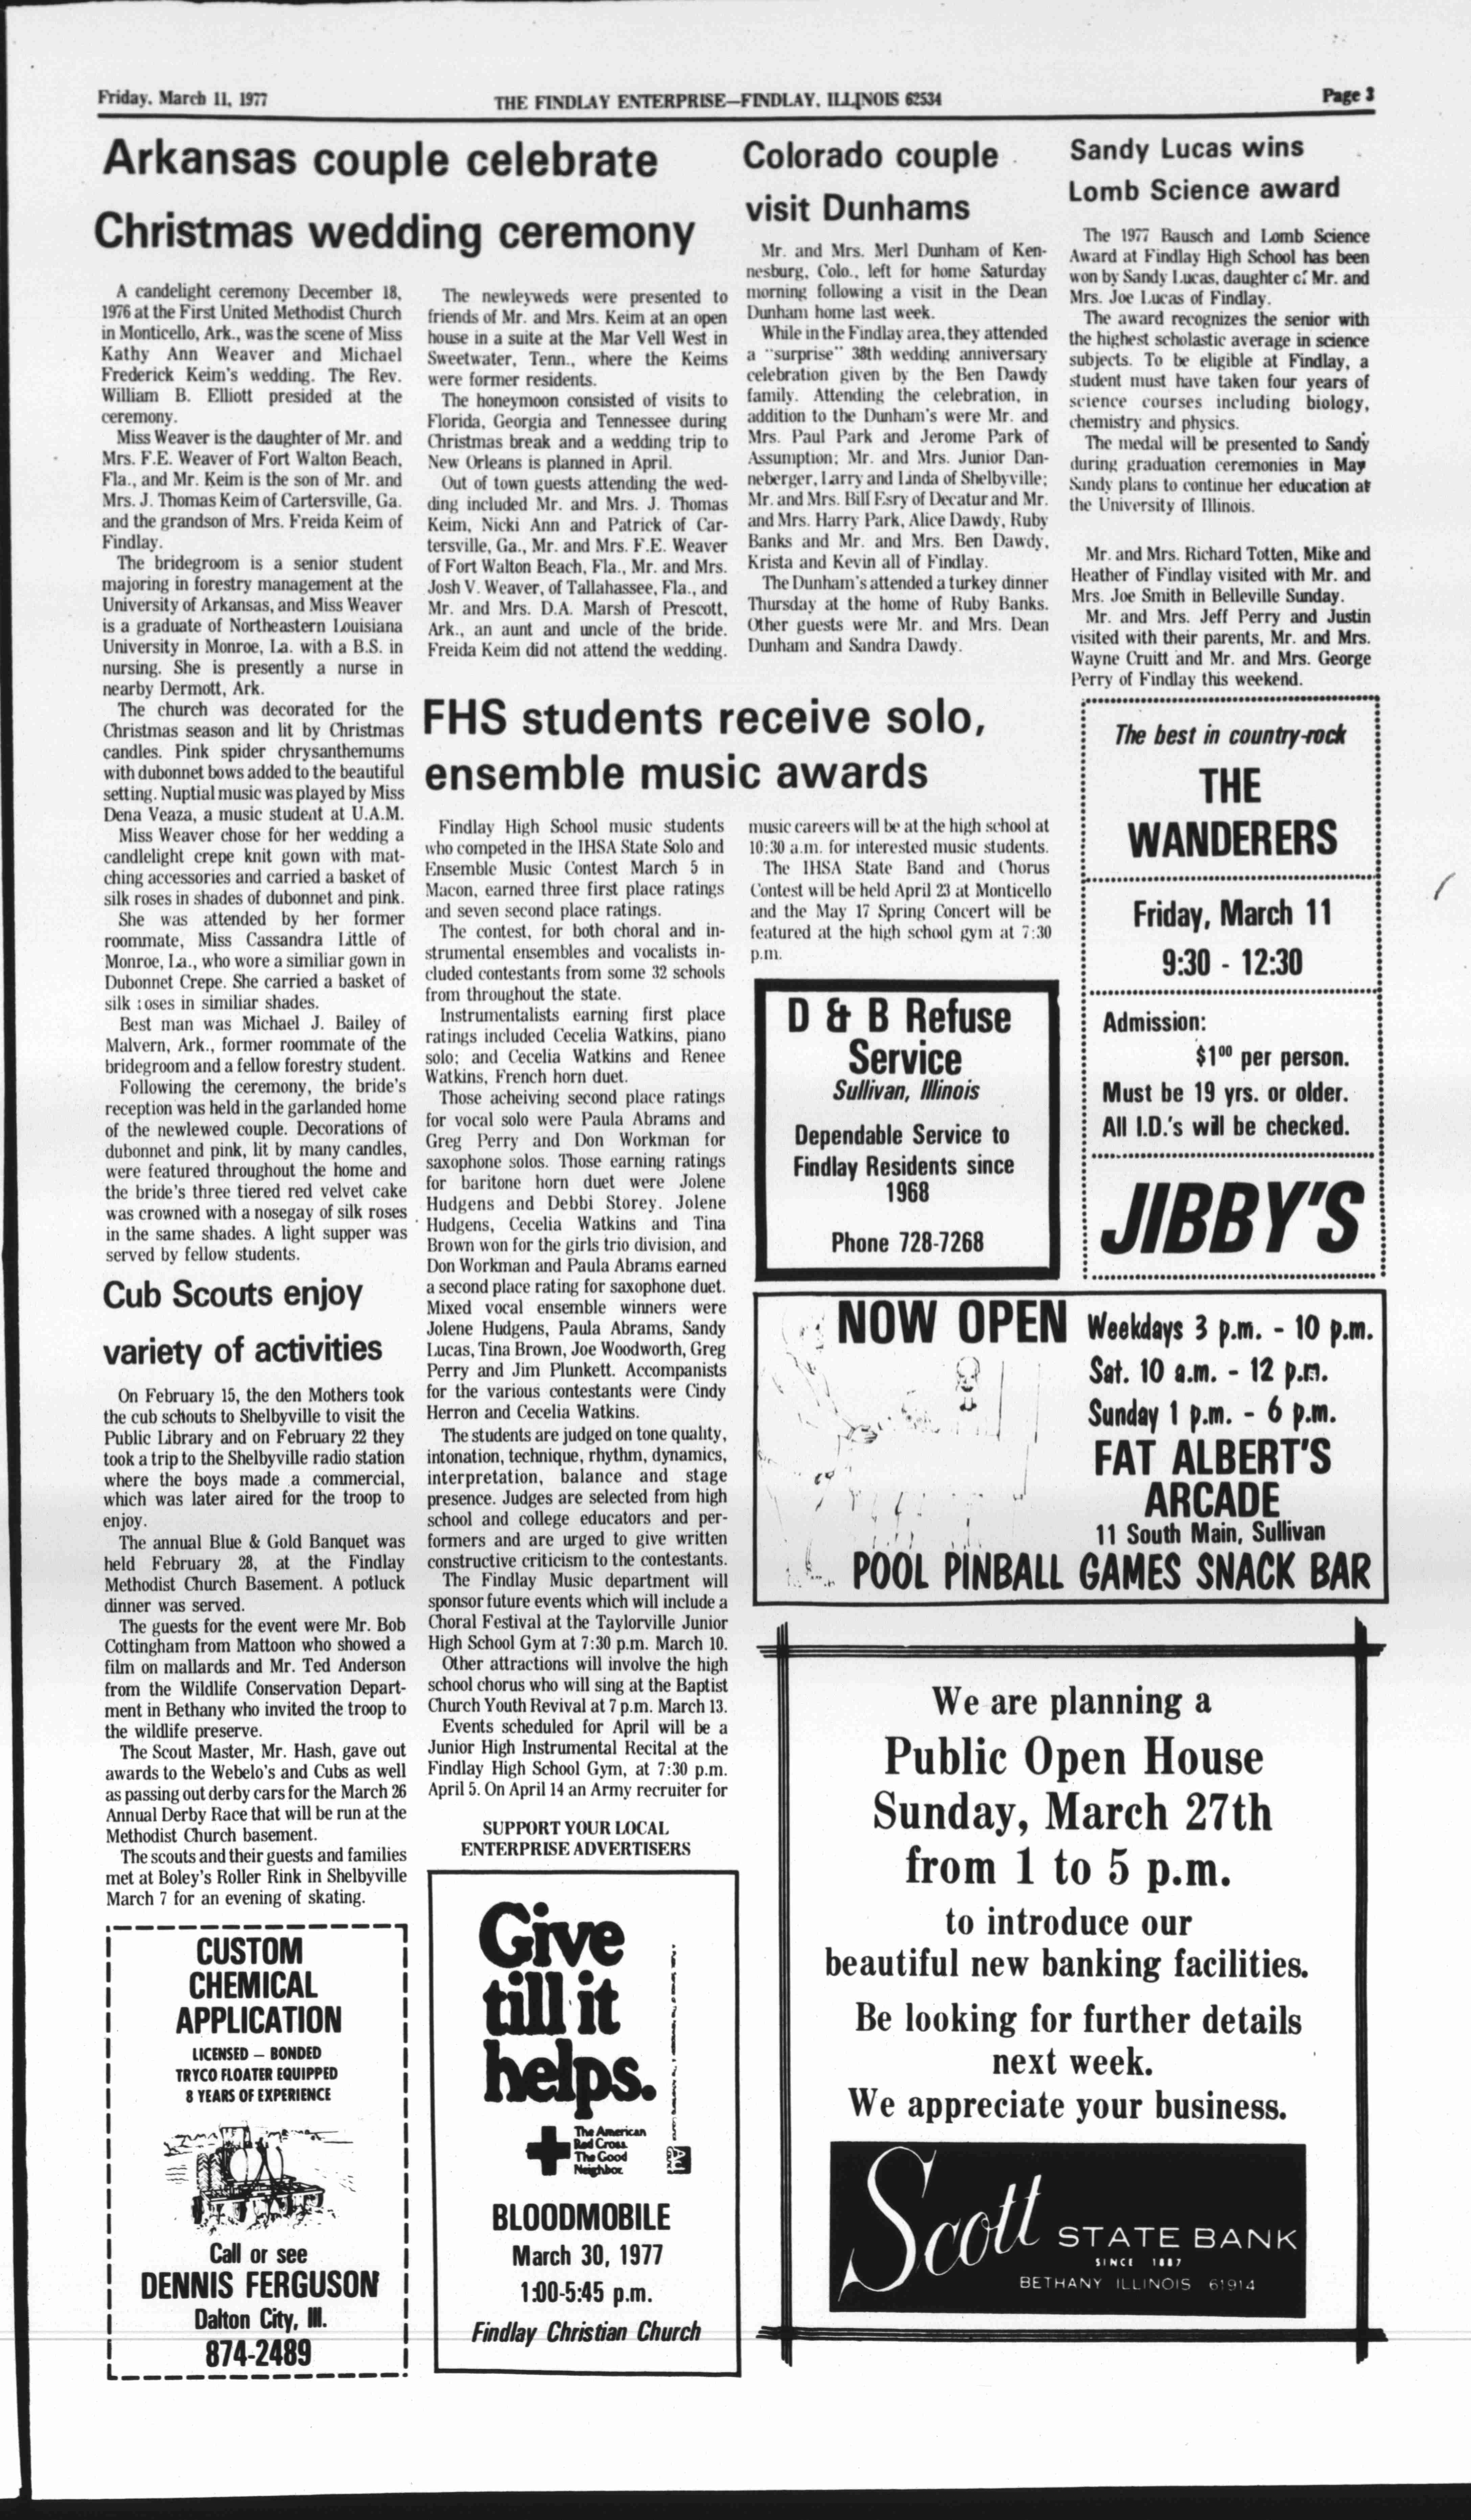 Friday, March 11, 1977
THE FINDLAY ENTERPRISE—FINDLAY, ILLINOIS 62534
Page 3
Arkansas couple celebrate
Christmas wedding ceremony
A candelight ceremony December 18,
1976 at the First United Methodist Church
in Monticello, Ark., was the scene of Miss
Kathy Ann Weaver and Michael
Frederick Keim's wedding. The Rev.
William B. Elliott presided at the
ceremony.
Miss Weaver is the daughter of Mr. and
Mrs. F.E. Weaver of Fort Walton Beach,
Fla., and Mr. Keim is the son of Mr. and
Mrs. J. Thomas Keim of Cartersville, Ga.
and the grandson of Mrs. Freida Keim of
Findlay.
The bridegroom is a senior student
majoring in forestry management at the
University of Arkansas, and Miss Weaver
is a graduate of Northeastern Louisiana
University in Monroe, La. with a B.S. in
nursing. She is presently a nurse in
nearby Dermott, Ark.
The church was decorated for the
Christmas season and lit by Christmas
candles. Pink spider chrysanthemums
with dubonnet bows added to the beautiful
setting. Nuptial music was played by Miss
Dena Veaza, a music student at U.A.M.
Miss Weaver chose for her wedding a
candlelight crepe knit gown with mat-
ching accessories and carried a basket of
silk roses in shades of dubonnet and pink.
She was attended by her former
roommate, Miss Cassandra Little of
Monroe, La., who wore a similiar gown in
Dubonnet Crepe. She carried a basket of
silk roses in similiar shades.
Best man was Michael J. Bailey of
Malvern, Ark., former roommate of the
bridegroom and a fellow forestry student.
Following the ceremony, the bride's
reception was held in the garlanded home
of the newlewed couple. Decorations of
dubonnet and pink, lit by many candles,
were featured throughout the home and
the bride's three tiered red velvet cake
was crowned with a nosegay of silk roses
in the same shades. A light supper was
served by fellow students.
The newleyweds were presented to
friends of Mr. and Mrs. Keim at an open
house in a suite at the Mar Vell West in
Sweetwater, Tenn., where the Keims
were former residents.
The honeymoon consisted of visits to
Florida, Georgia and Tennessee during
Christmas break and a wedding trip to
New Orleans is planned in April.
Out of town guests attending the wed-
ding included Mr. and Mrs. J. Thomas
Keim, Nicki Ann and Patrick of Car-
tersville, Ga., Mr. and Mrs. F.E. Weaver
of Fort Walton Beach, Fla., Mr. and Mrs.
Josh V. Weaver, of Tallahassee, Fla., and
Mr. and Mrs. D.A. Marsh of Prescott,
Ark., an aunt and uncle of the bride.
Freida Keim did not attend the wedding.
Colorado couple
visit Dunhams
Mr. and Mrs. Merl Dunham of Ken-
nesburg, Colo., left for home Saturday
morning following a visit in the Dean
Dunham home last week.
While in the Findlay area, they attended
a "surprise" 38th wedding anniversary
celebration given by the Ben Dawdy
family. Attending the celebration, in
addition to the Dunham's were Mr. and
Mrs. Paul Park and Jerome Park of
Assumption; Mr. and Mrs. Junior Dan-
neberger, Larry and Linda of Shelbyville;
Mr. and Mrs. Bill Esry of Decatur and Mr.
and Mrs. Harry Park, Alice Dawdy, Ruby
Banks and Mr. and Mrs. Ben Dawdy,
Krista and Kevin all of Findlay.
The Dunham's attended a turkey dinner
Thursday at the home of Ruby Banks.
Other guests were Mr. and Mrs. Dean
Dunham and Sandra Dawdy.
Sandy Lucas wins
Lomb Science award
The 1977 Bausch and Lomb Science
Award at Findlay High School has been
won by Sandy Lucas, daughter of Mr. and
Mrs. Joe Lucas of Findlay.
The award recognizes the senior with
the highest scholastic average in science
subjects. To be eligible at Findlay, a
student must have taken four years of
science courses including biology,
chemistry and physics.
The medal will be presented to Sandy
during graduation ceremonies in May
Sandy plans to continue her education at
the University of Illinois.
Mr. and Mrs. Richard Totten, Mike and
Heather of Findlay visited with Mr. and
Mrs. Joe Smith in Belleville Sunday.
Mr. and Mrs. Jeff Perry and Justin
visited with their parents, Mr. and Mrs.
Wayne Cruitt and Mr. and Mrs. George
Perry of Findlay this weekend.
FHS students receive solo,
ensemble music awards
Findlay High School music students
who competed in the IHSA State Solo and
Ensemble Music Contest March 5 in
Macon, earned three first place ratings
and seven second place ratings.
The contest, for both choral and in-
strumental ensembles and vocalists in-
cluded contestants from some 32 schools
from throughout the state.
Instrumentalists earning first place
ratings included Cecelia Watkins, piano
solo; and Cecelia Watkins and Renee
Watkins, French horn duet.
Those acheiving second place ratings
for vocal solo were Paula Abrams and
Greg Perry and Don Workman for
saxophone solos. Those earning ratings
for baritone horn duet were Jolene
Hudgens and Debbi Storey. Jolene
Hudgens, Cecelia Watkins and Tina
Brown won for the girls trio division, and
Don Workman and Paula Abrams earned
a second place rating for saxophone duet.
Mixed vocal ensemble winners were
Jolene Hudgens, Paula Abrams, Sandy
Lucas, Tina Brown, Joe Woodworth, Greg
Perry and Jim Plunkett. Accompanists
for the various contestants were Cindy
Herron and Cecelia Watkins.
The students are judged on tone quality,
intonation, technique, rhythm, dynamics,
interpretation, balance and stage
presence. Judges are selected from high
school and college educators and per-
formers and are urged to give written
constructive criticism to the contestants.
The Findlay Music department will
sponsor future events which will include a
Choral Festival at the Taylorville Junior
High School Gym at 7:30 p.m. March 10.
Other attractions will involve the high
school chorus who will sing at the Baptist
Church Youth Revival at 7 p.m. March 13.
Events scheduled for April will be a
Junior High Instrumental Recital at the
Findlay High School Gym, at 7:30 p.m.
April 5. On April 14 an Army recruiter for
music careers will be at the high school at
10:30 a.m. for interested music students.
The IHSA State Band and Chorus
Contest will be held April 23 at Monticello
and the May 17 Spring Concert will be
featured at the high school gym at 7:30
p.m.
Cub Scouts enjoy
variety of activities
On February 15, the den Mothers took
the cub schouts to Shelbyville to visit the
Public Library and on February 22 they
took a trip to the Shelbyville radio station
where the boys made a commercial,
which was later aired for the troop to
enjoy.
The annual Blue & Gold Banquet was
held February 28, at the Findlay
Methodist Church Basement. A potluck
dinner was served.
The guests for the event were Mr. Bob
Cottingham from Mattoon who showed a
film on mallards and Mr. Ted Anderson
from the Wildlife Conservation Depart-
ment in Bethany who invited the troop to
the wildlife preserve.
The Scout Master, Mr. Hash, gave out
awards to the Webelo's and Cubs as well
as passing out derby cars for the March 26
Annual Derby Race that will be run at the
Methodist Church basement.
The scouts and their guests and families
met at Boley's Roller Rink in Shelbyville
March 7 for an evening of skating.
SUPPORT YOUR LOCAL
ENTERPRISE ADVERTISERS
The best in country-rock
THE
WANDERERS
Friday, March 11
9:30 - 12:30
Admission:
$1⁰⁰ per person.
Must be 19 yrs. or older.
All I.D.'s will be checked.
JIBBY'S
D & B Refuse
Service
Sullivan, Illinois
Dependable Service to
Findlay Residents since
1968
Phone 728-7268
NOW OPEN
Weekdays 3 p.m. - 10 p.m.
Sat. 10 a.m. - 12 p.m.
Sunday 1 p.m. - 6 p.m.
FAT ALBERT'S
ARCADE
11 South Main, Sullivan
POOL PINBALL GAMES SNACK BAR
We are planning a
Public Open House
Sunday, March 27th
from 1 to 5 p.m.
to introduce our
beautiful new banking facilities.
Be looking for further details
next week.
We appreciate your business.
Scott STATE BANK
SINCE 1887
BETHANY ILLINOIS 61914
CUSTOM
CHEMICAL
APPLICATION
LICENSED — BONDED
TRYCO FLOATER EQUIPPED
8 YEARS OF EXPERIENCE
Call or see
DENNIS FERGUSON
Dalton City, Ill.
874-2489
Give
till it
helps.
The American
Red Cross.
The Good
Neighbor.
Ad
BLOODMOBILE
March 30, 1977
1:00-5:45 p.m.
Findlay Christian Church